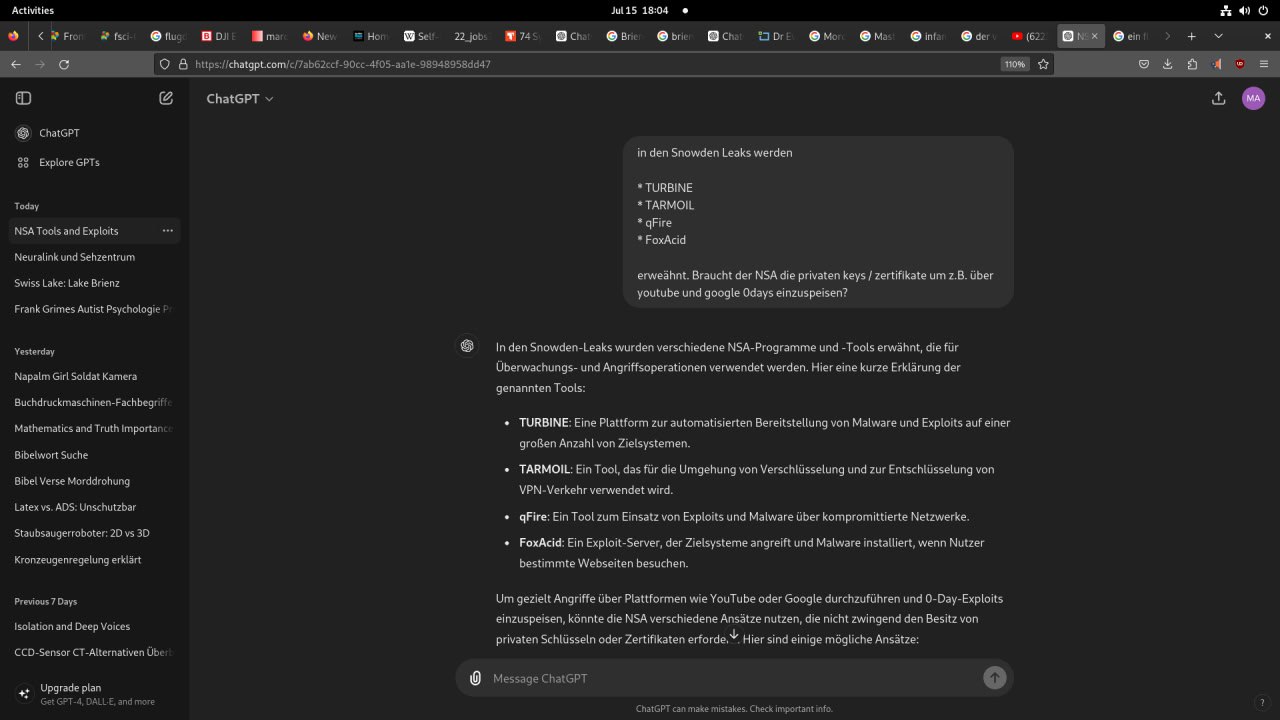 Activities
Jul 15 18:04
Fron
fsci-
flugd
DJI E
marc
New
Hom
Self-
22_jobs
74 Sy
Chat
Brien
brien
Chat
Dr Ev
Morc
Mast
infan
der v
(622
NS
ein fl
https://chatgpt.com/c/7ab62ccf-90cc-4f05-aa1e-98948958dd47
110%
ChatGPT
MA
ChatGPT
Explore GPTs
Today
NSA Tools and Exploits
Neuralink und Sehzentrum
Swiss Lake: Lake Brienz
Frank Grimes Autist Psychologie Pr
Yesterday
Napalm Girl Soldat Kamera
Buchdruckmaschinen-Fachbegriffe
Mathematics and Truth Importance
Bibelwort Suche
Bibel Verse Morddrohung
Latex vs. ADS: Unschutzbar
Staubsaugerroboter: 2D vs 3D
Kronzeugenregelung erklärt
Previous 7 Days
Isolation and Deep Voices
CCD-Sensor CT-Alternativen Überb
Upgrade plan
Get GPT-4, DALL·E, and more
in den Snowden Leaks werden
* TURBINE
* TARMOIL
* qFire
* FoxAcid
erweähnt. Braucht der NSA die privaten keys / zertifikate um z.B. über
youtube und google 0days einzuspeisen?
In den Snowden-Leaks wurden verschiedene NSA-Programme und -Tools erwähnt, die für
Überwachungs- und Angriffsoperationen verwendet werden. Hier eine kurze Erklärung der
genannten Tools:
• TURBINE: Eine Plattform zur automatisierten Bereitstellung von Malware und Exploits auf einer
großen Anzahl von Zielsystemen.
• TARMOIL: Ein Tool, das für die Umgehung von Verschlüsselung und zur Entschlüsselung von
VPN-Verkehr verwendet wird.
• qFire: Ein Tool zum Einsatz von Exploits und Malware über kompromittierte Netzwerke.
• FoxAcid: Ein Exploit-Server, der Zielsysteme angreift und Malware installiert, wenn Nutzer
bestimmte Webseiten besuchen.
Um gezielt Angriffe über Plattformen wie YouTube oder Google durchzuführen und 0-Day-Exploits
einzuspeisen, könnte die NSA verschiedene Ansätze nutzen, die nicht zwingend den Besitz von
privaten Schlüsseln oder Zertifikaten erforde. Hier sind einige mögliche Ansätze:
Message ChatGPT
ChatGPT can make mistakes. Check important info.
?